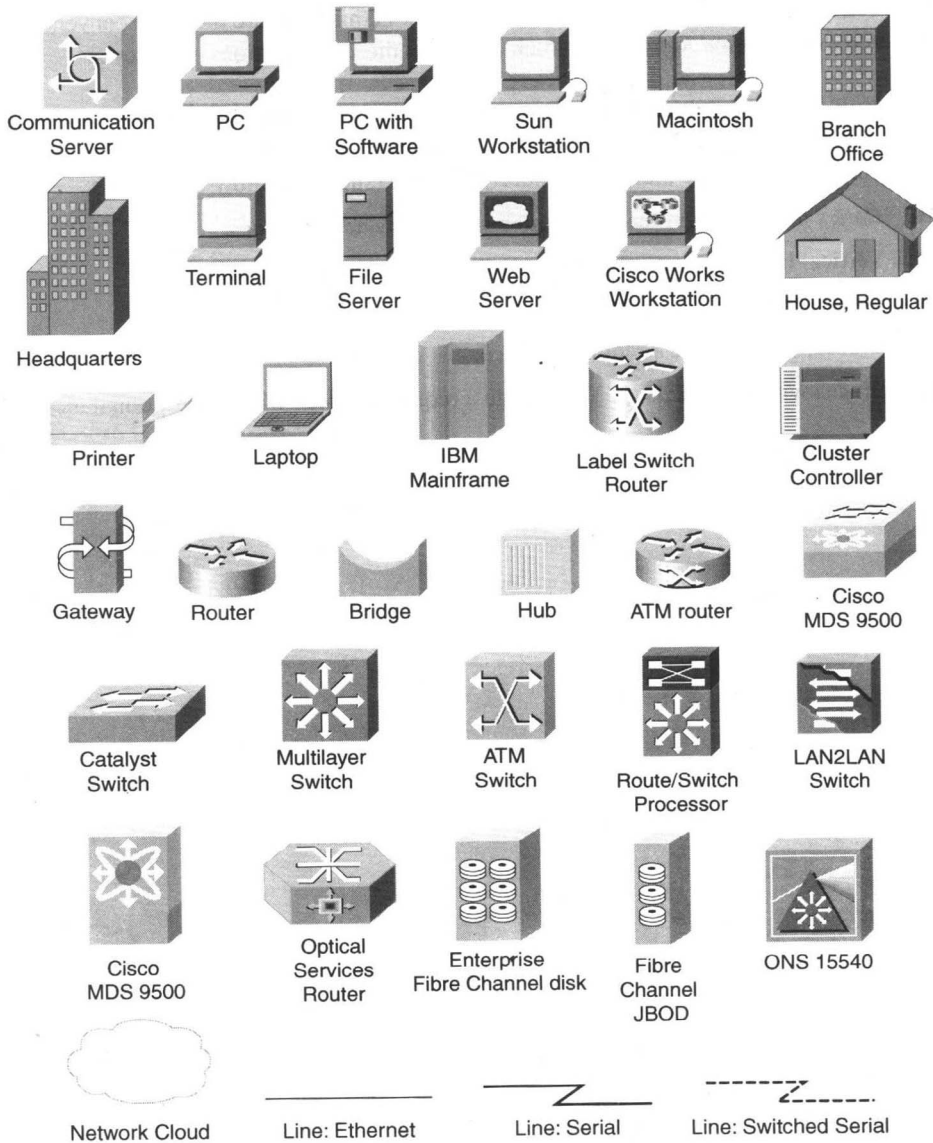 Communication
Server
PC
PC with
Software
Sun
Workstation
Macintosh
Branch
Office
Headquarters
Terminal
File
Server
Web
Server
Cisco Works
Workstation
House, Regular
Printer
Laptop
IBM
Mainframe
Label Switch
Router
Cluster
Controller
Gateway
Router
Bridge
Hub
ATM router
Cisco
MDS 9500
Catalyst
Switch
Multilayer
Switch
ATM
Switch
Route/Switch
Processor
LAN2LAN
Switch
Cisco
MDS 9500
Optical
Services
Router
Enterprise
Fibre Channel disk
Fibre
Channel
JBOD
ONS 15540
Network Cloud
Line: Ethernet
Line: Serial
Line: Switched Serial